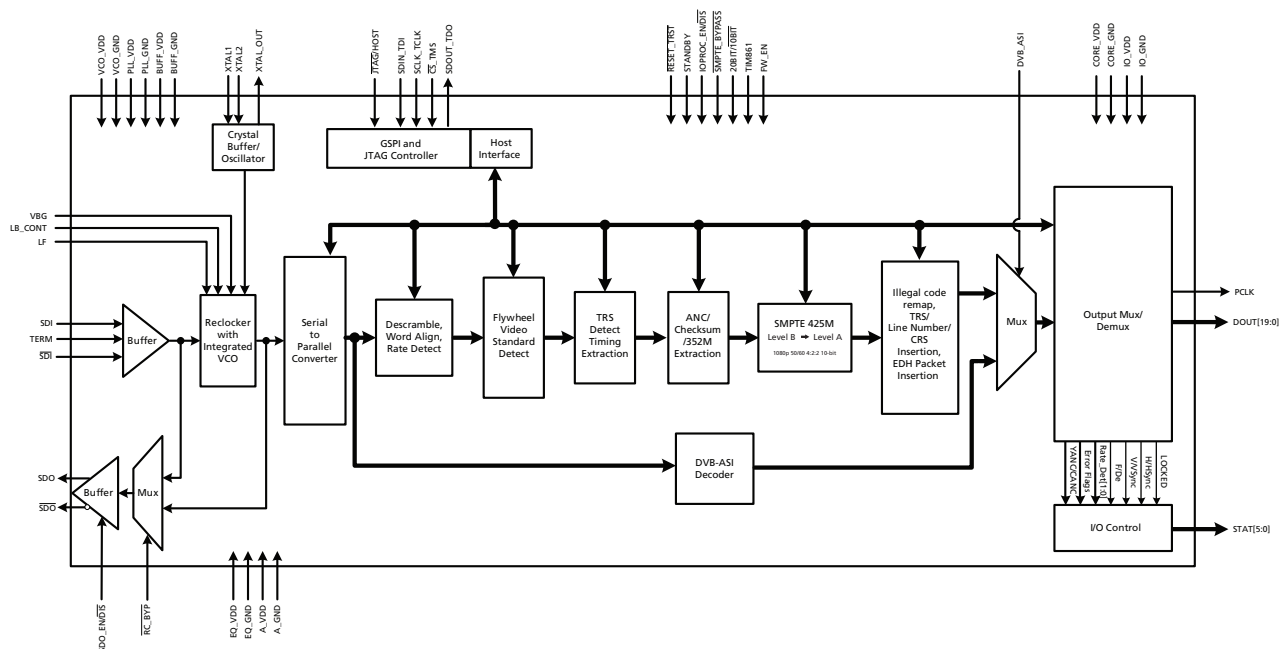 VCO_VDD
VCO_GND
PLL_VDD
PLL_GND
BUFF_VDD
BUFF_GND
XTAL1
XTAL2
XTAL_OUT
JTAG/HOST
SDIN_TDI
SCLK_TCLK
CS_TMS
SDOUT_TDO
RESET_TRST
STANDBY
IOPROC_EN/DIS
SMPTE_BYPASS
20BIT/10BIT
TIM861
FW_EN
DVB_ASI
CORE_VDD
CORE_GND
IO_VDD
IO_GND
Crystal
Buffer/
Oscillator
GSPI and
JTAG Controller
Host
Interface
VBG
LB_CONT
LF
SDI
TERM
SDI
Buffer
Reclocker
with
Integrated
VCO
Serial
to
Parallel
Converter
Descramble,
Word Align,
Rate Detect
Flywheel
Video
Standard
Detect
TRS
Detect
Timing
Extraction
ANC/
Checksum
/352M
Extraction
SMPTE 425M
Level B → Level A
1080p 50/60 4:2:2 10-bit
Illegal code
remap,
TRS/
Line Number/
CRS
Insertion,
EDH Packet
Insertion
Mux
Output Mux/
Demux
PCLK
DOUT[19:0]
DVB-ASI
Decoder
YANC/CANC
Error Flags
Rate_Det[1:0]
F/De
V/VSync
H/HSync
LOCKED
I/O Control
STAT[5:0]
SDO
SDO
Buffer
Mux
SDO_EN/DIS
RC_BYP
EQ_VDD
EQ_GND
A_VDD
A_GND